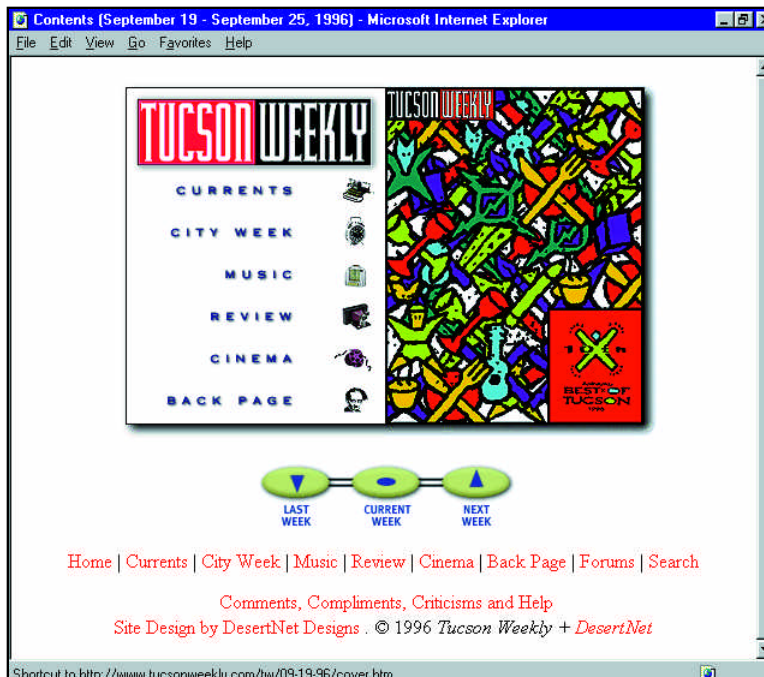 Contents (September 19 - September 25, 1996) - Microsoft Internet Explorer
File Edit View Go Favorites Help
TUCSON WEEKLY
TUCSON WEEKLY
CURRENTS
CITY WEEK
MUSIC
REVIEW
CINEMA
BACK PAGE
ANNUAL
BEST OF
TUCSON
1996
LAST WEEK
CURRENT WEEK
NEXT WEEK
Home | Currents | City Week | Music | Review | Cinema | Back Page | Forums | Search
Comments, Compliments, Criticisms and Help
Site Design by DesertNet Designs . © 1996 Tucson Weekly + DesertNet
Shortcut to http://www.tucsonweekly.com/tw/09-19-96/cover.htm